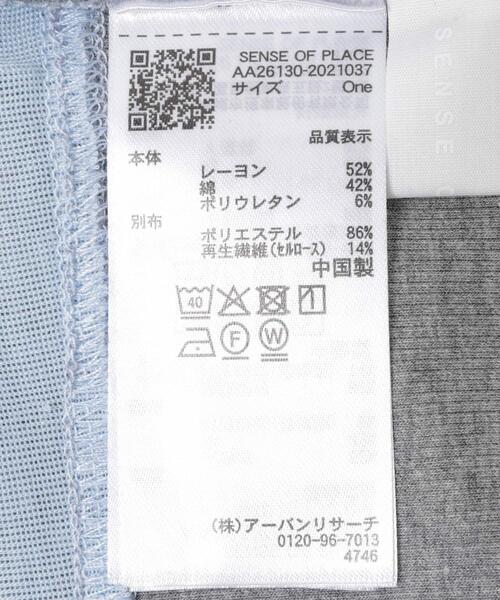 SENSE OF PLACE
AA26130-2021037
サイズ One
品質表示
本体
レーヨン 52%
綿 42%
ポリウレタン 6%
別布
ポリエステル 86%
再生繊維(セルロース) 14%
中国製
40
F
W
(株)アーバンリサーチ
0120-96-7013
4746
SENSE O